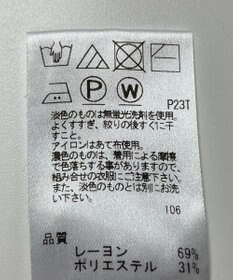 P W
P23T
淡色のものは無蛍光洗剤を使用。
よくすすぎ、絞りの後すぐに干
すこと。
アイロンはあて布使用。
濃色のものは、着用による摩擦
で色落ちする事がありますので、
組み合せの衣服にご注意下さい。
また、淡色のものとは別にお洗
い下さい。
106
品質
レーヨン 69%
ポリエステル 31%